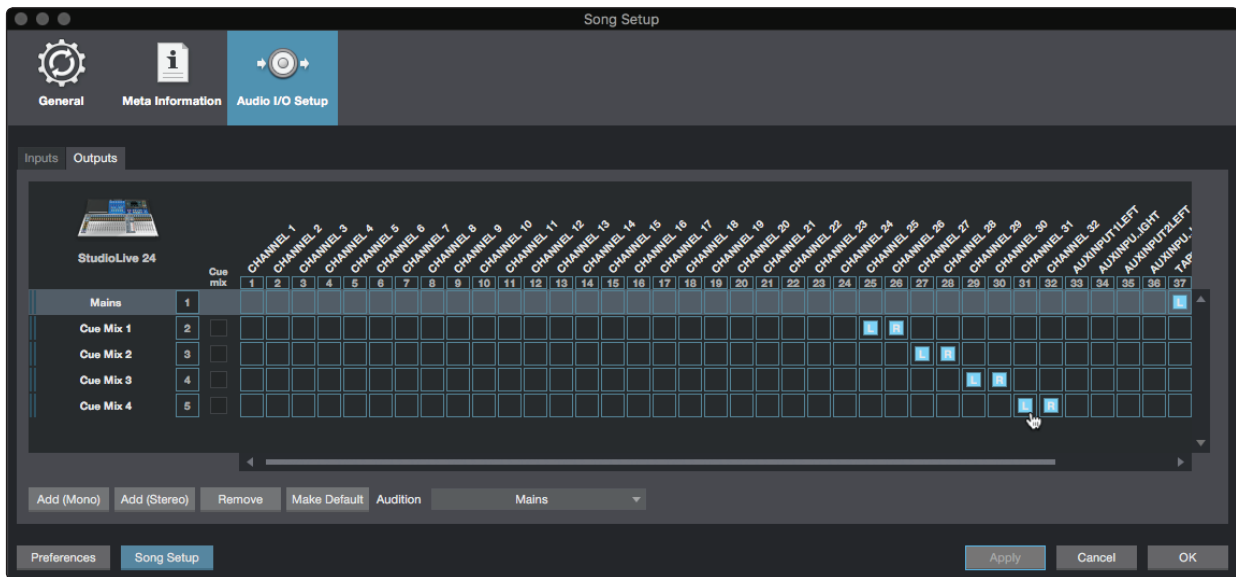 Song Setup
General
Meta Information
Audio I/O Setup
Inputs
Outputs
StudioLive 24
Cue
mix
CHANNEL 1
CHANNEL 2
CHANNEL 3
CHANNEL 4
CHANNEL 5
CHANNEL 6
CHANNEL 7
CHANNEL 8
CHANNEL 9
CHANNEL 10
CHANNEL 11
CHANNEL 12
CHANNEL 13
CHANNEL 14
CHANNEL 15
CHANNEL 16
CHANNEL 17
CHANNEL 18
CHANNEL 19
CHANNEL 20
CHANNEL 21
CHANNEL 22
CHANNEL 23
CHANNEL 24
CHANNEL 25
CHANNEL 26
CHANNEL 27
CHANNEL 28
CHANNEL 29
CHANNEL 30
CHANNEL 31
CHANNEL 32
AUXINPUT1LEFT
AUXINPU..IGHT
AUXINPUT2LEFT
AUXINPU..
TAP
1 2 3 4 5 6 7 8 9 10 11 12 13 14 15 16 17 18 19 20 21 22 23 24 25 26 27 28 29 30 31 32 33 34 35 36 37
Mains 1 L
Cue Mix 1 2 L R
Cue Mix 2 3 L R
Cue Mix 3 4 L R
Cue Mix 4 5 L R
Add (Mono) Add (Stereo) Remove Make Default Audition Mains
Preferences Song Setup Apply Cancel OK